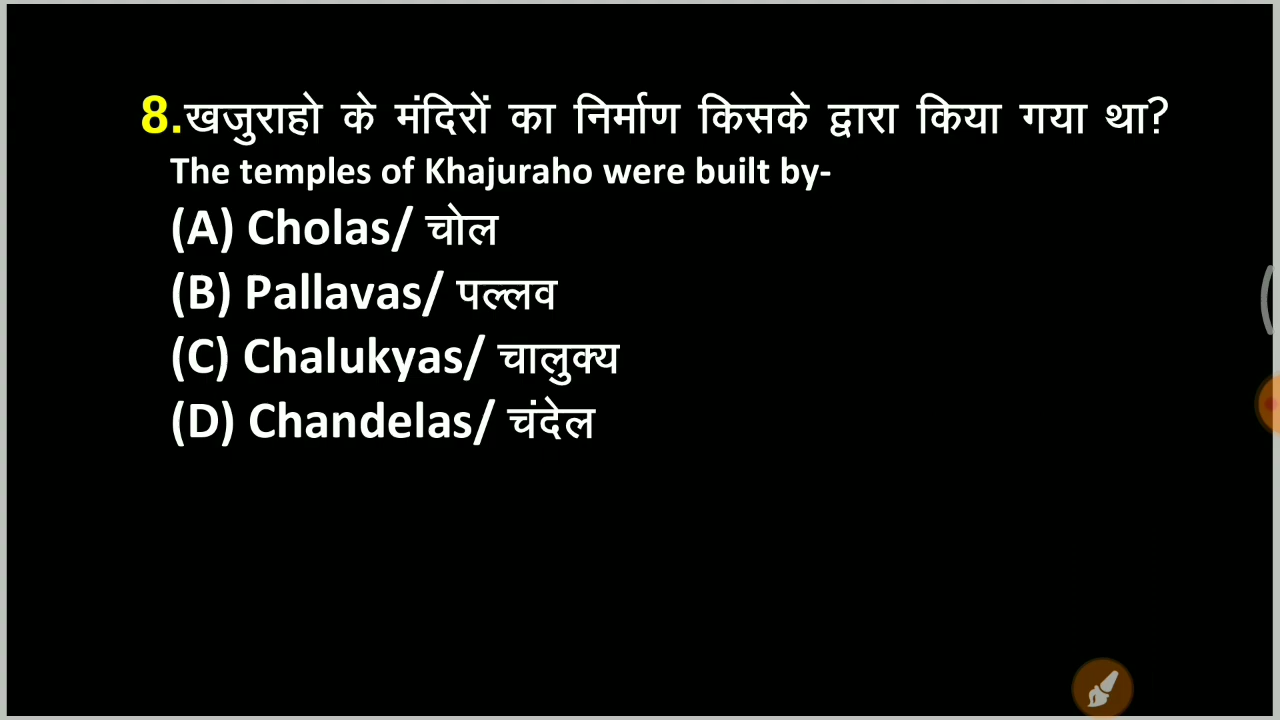 8.खजुराहो के मंदिरों का निर्माण किसके द्वारा किया गया था?
The temples of Khajuraho were built by-
(A) Cholas/ चोल
(B) Pallavas/ पल्लव
(C) Chalukyas/ चालुक्य
(D) Chandelas/ चंदेल